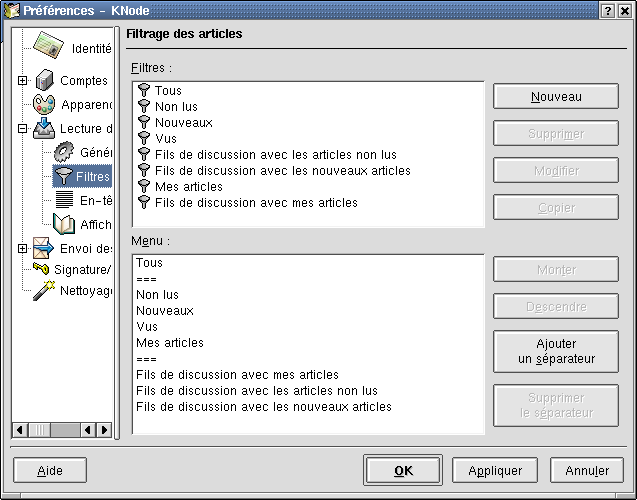 Préférences - KNode
Identité
Comptes
Apparen
Lecture d
Génér
Filtres
En-tê
Affich
Envoi des
Signature/
Nettoyag
Filtrage des articles
Filtres :
Tous
Non lus
Nouveaux
Vus
Fils de discussion avec les articles non lus
Fils de discussion avec les nouveaux articles
Mes articles
Fils de discussion avec mes articles
Nouveau
Supprimer
Modifier
Copier
Menu :
Tous
===
Non lus
Nouveaux
Vus
Mes articles
===
Fils de discussion avec mes articles
Fils de discussion avec les articles non lus
Fils de discussion avec les nouveaux articles
Monter
Descendre
Ajouter
un séparateur
Supprimer
le séparateur
Aide
OK
Appliquer
Annuler